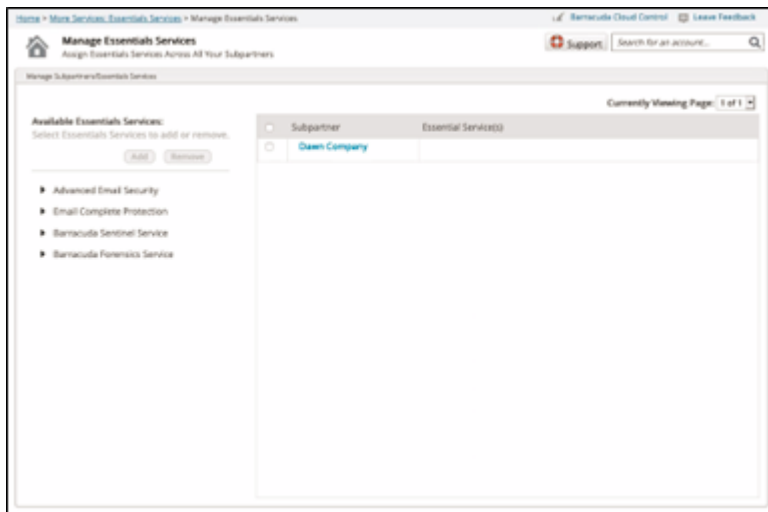 Home > More Services: Essentials Services > Manage Essentials Services
Barracuda Cloud Control
Leave Feedback
Manage Essentials Services
Assign Essentials Services Across All Your Subpartners
Support
Search for an account...
Manage Subpartners/Essentials Services
Currently Viewing Page: 1 of 1
Available Essentials Services:
Select Essentials Services to add or remove.
Add
Remove
Subpartner
Essential Service(s)
Dawn Company
Advanced Email Security
Email Complete Protection
Barracuda Sentinel Service
Barracuda Forensics Service